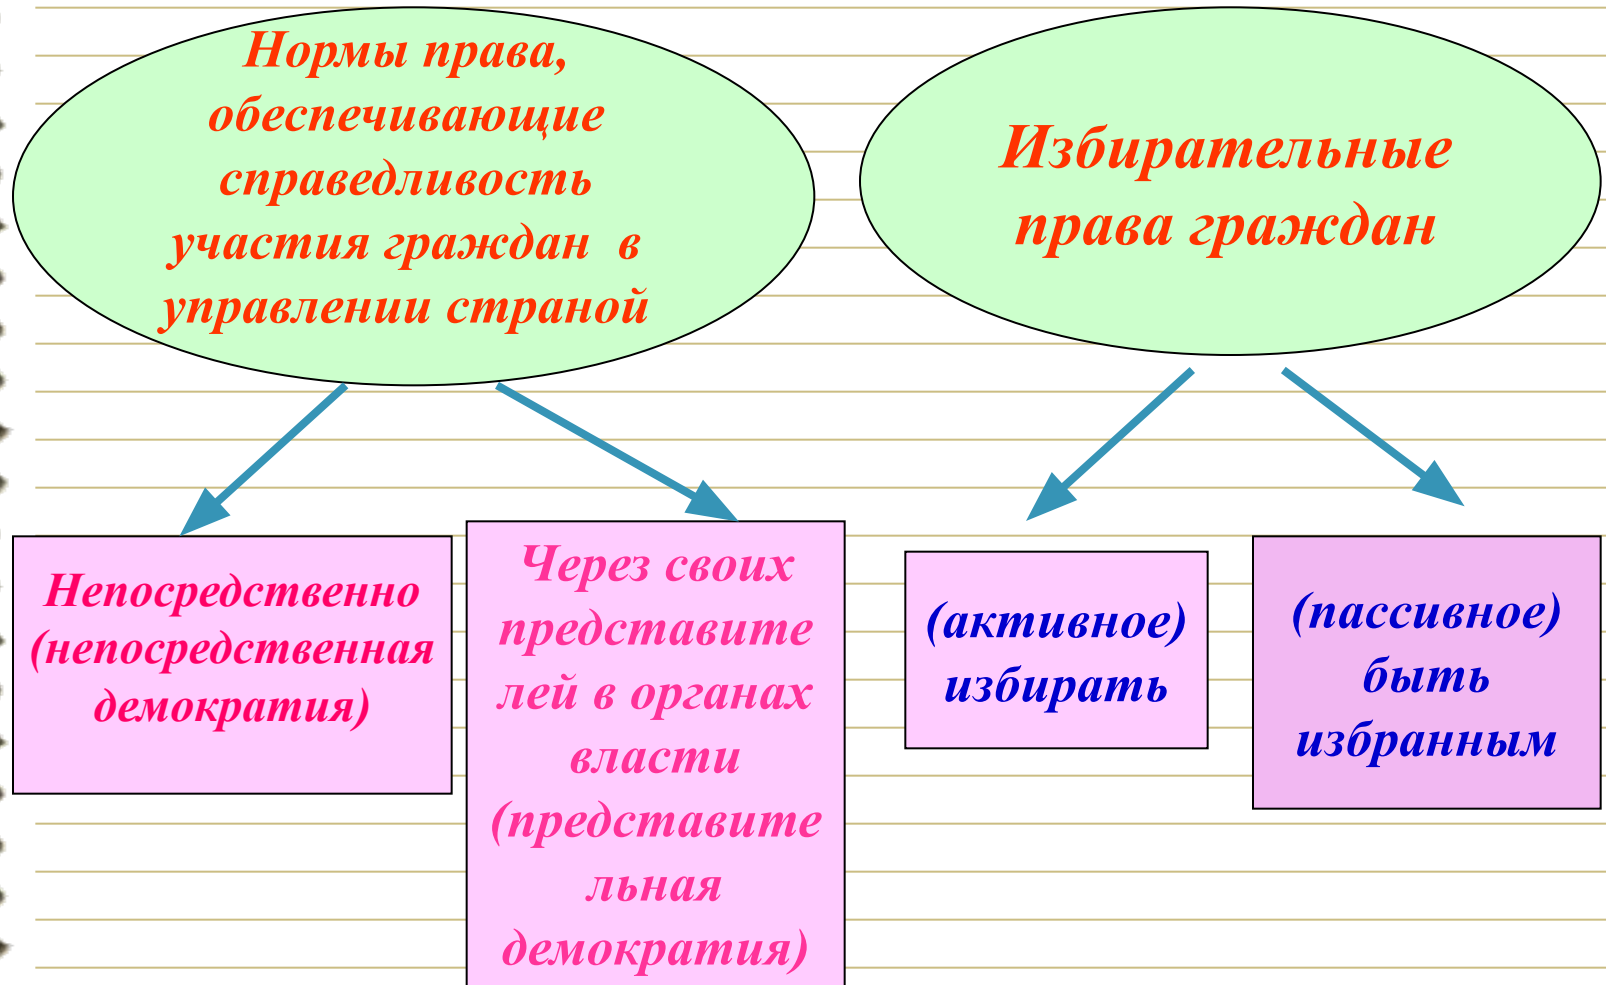 Нормы права,
обеспечивающие
справедливость
участия граждан в
управлении страной
Избирательные
права граждан
Непосредственно
(непосредственная
демократия)
Через своих
представите
лей в органах
власти
(представите
льная
демократия)
(активное)
избирать
(пассивное)
быть
избранным